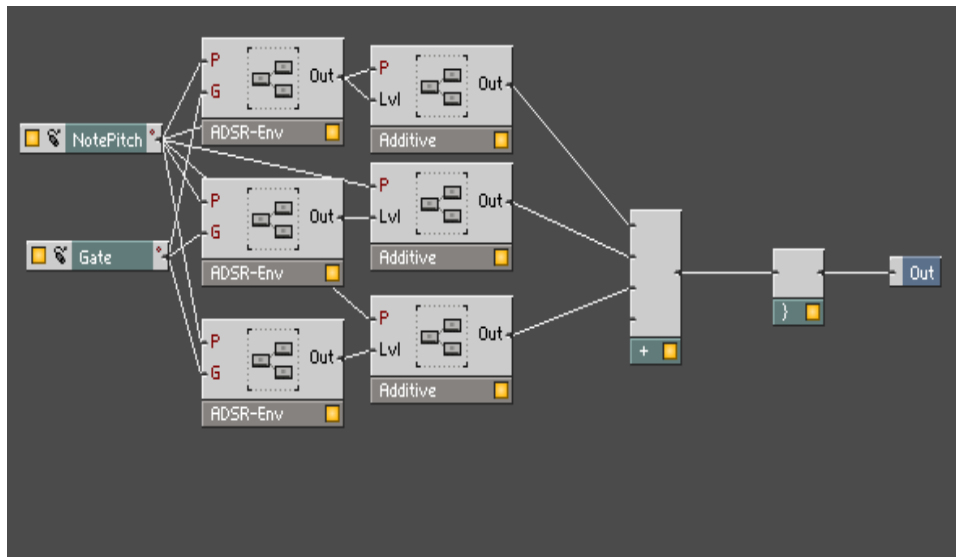 P
G
Out
ADSR-Env
P
Lvl
Out
Additive
NotePitch
P
G
Out
ADSR-Env
P
Lvl
Out
Additive
Gate
P
G
Out
ADSR-Env
P
Lvl
Out
Additive
+
}
Out